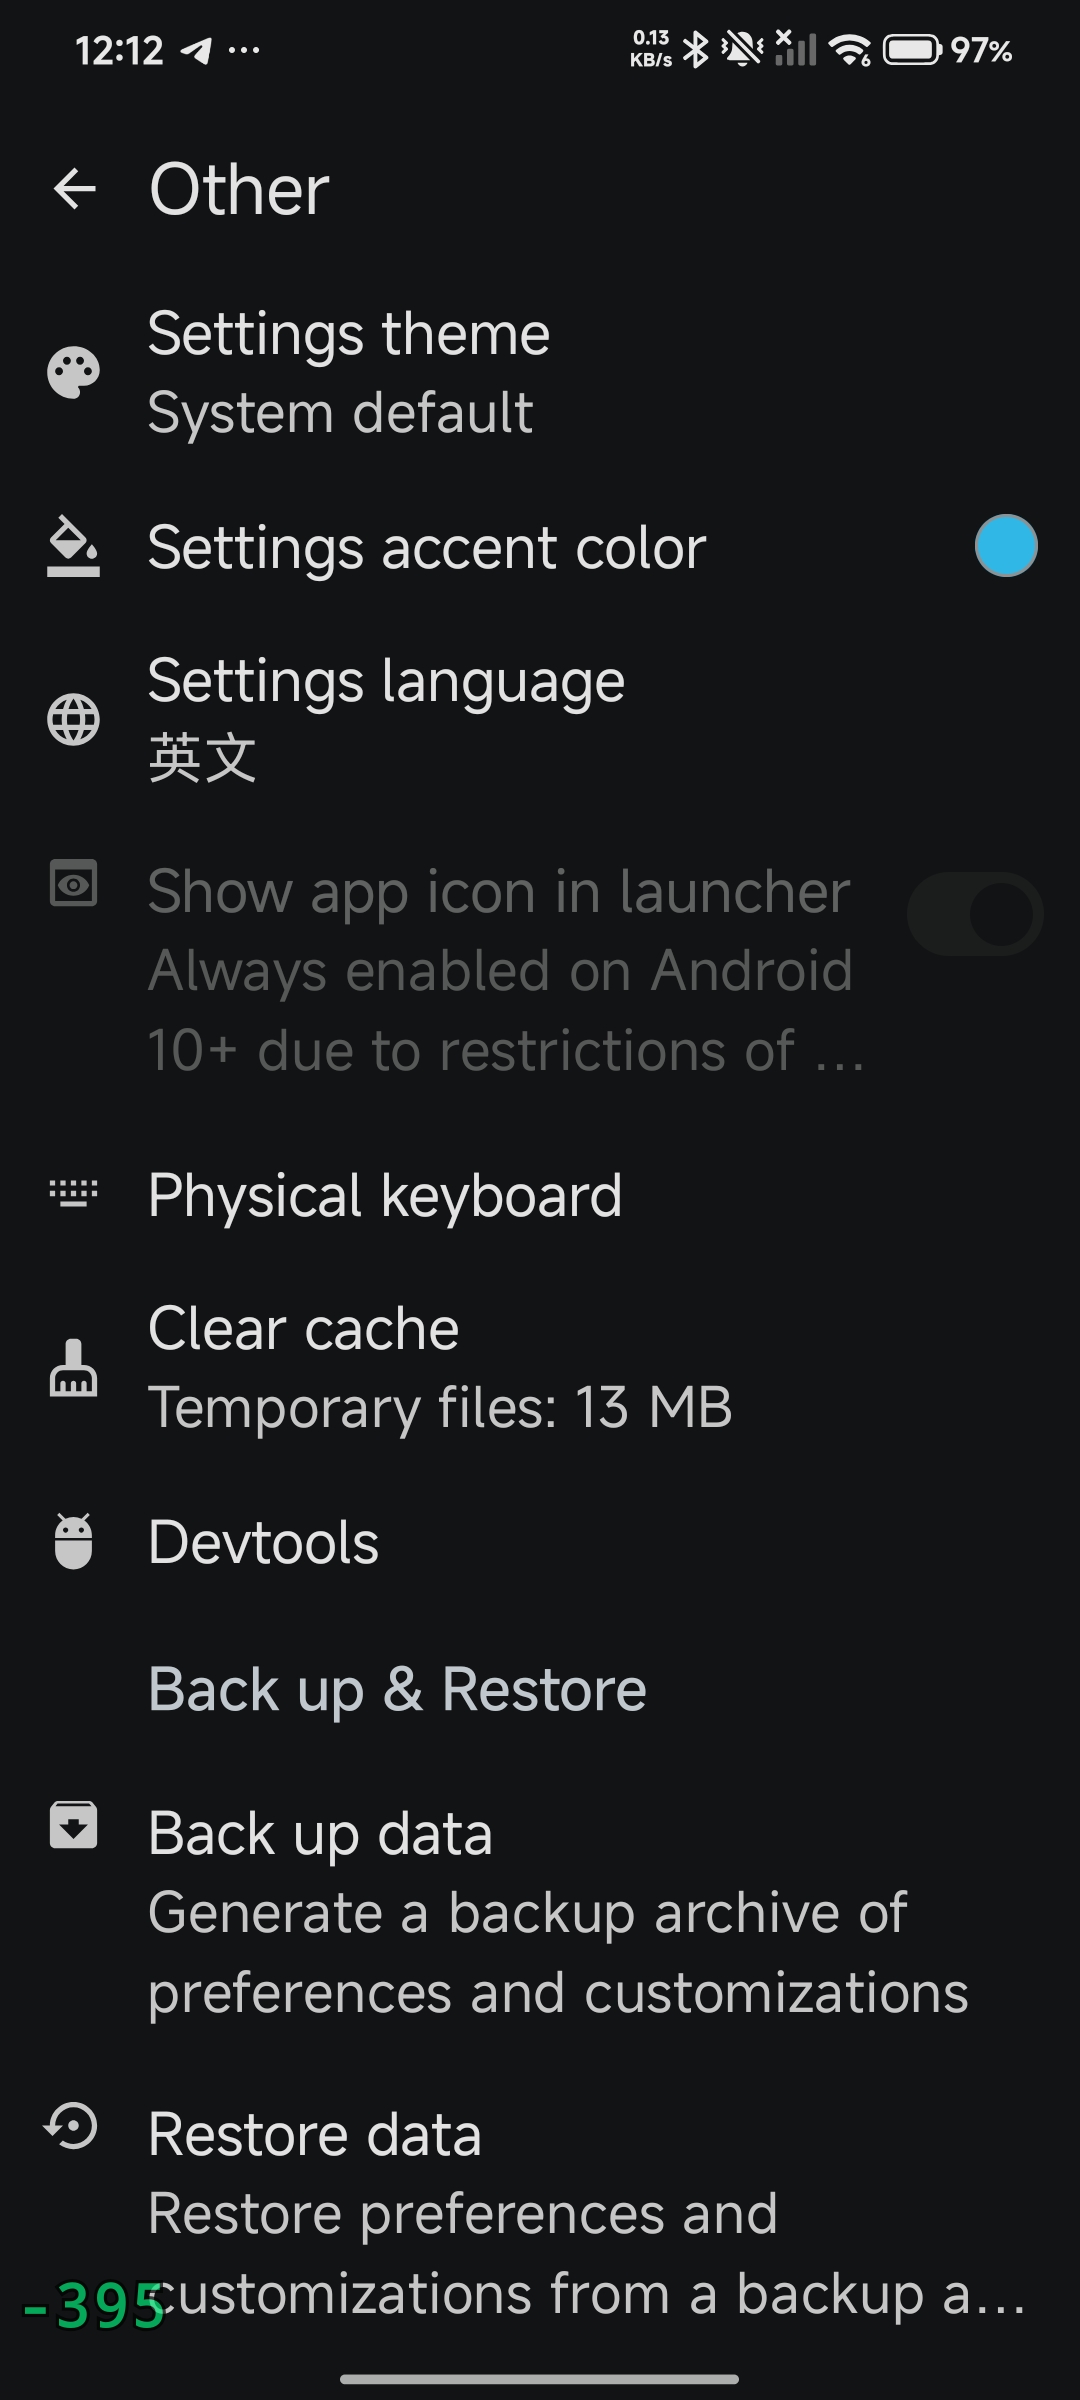 12:12 ... 0.13 KB/s 6 97%
Other
Settings theme
System default
Settings accent color
Settings language
英文
Show app icon in launcher
Always enabled on Android
10+ due to restrictions of ...
Physical keyboard
Clear cache
Temporary files: 13 MB
Devtools
Back up & Restore
Back up data
Generate a backup archive of
preferences and customizations
Restore data
Restore preferences and
customizations from a backup a...
-395